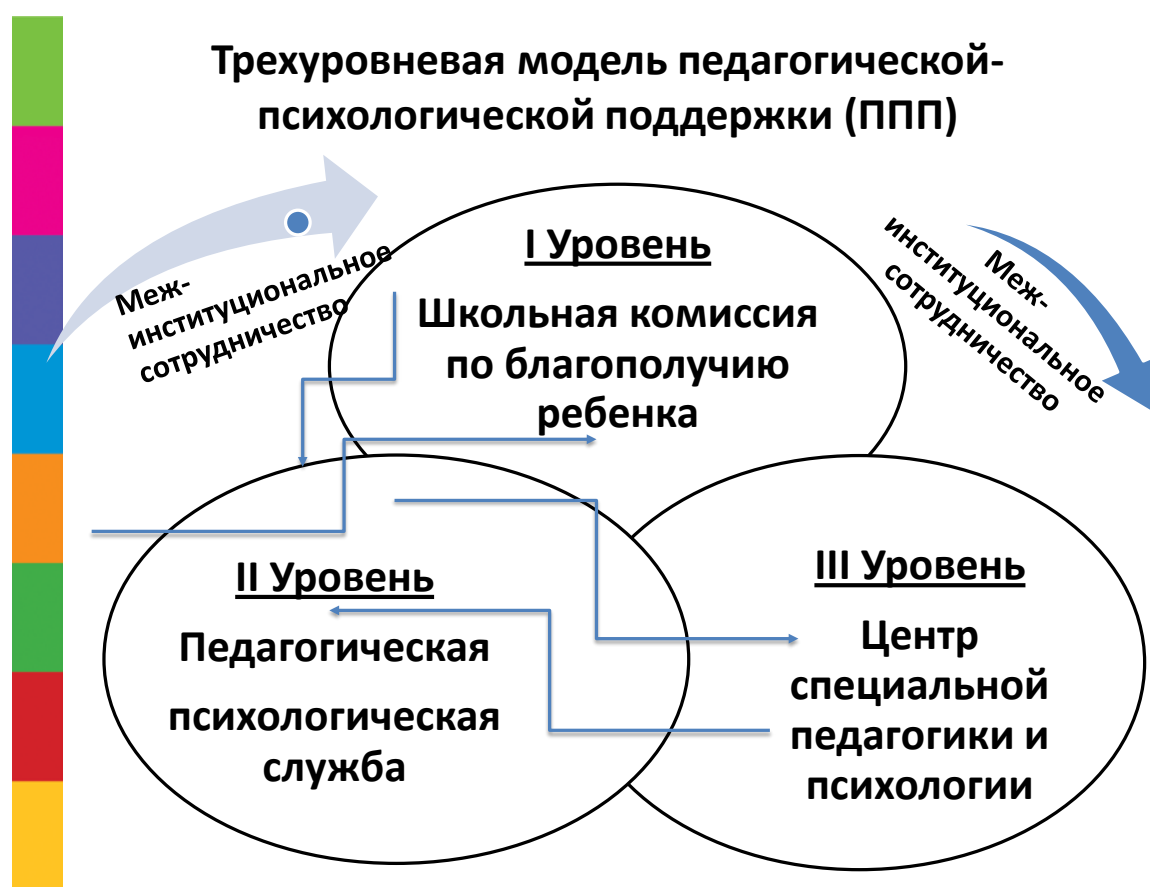 Трехуровневая модель педагогической-
психологической поддержки (ППП)
Меж-
институциональное
сотрудничество
I Уровень
Школьная комиссия
по благополучию
ребенка
Меж-
институциональное
сотрудничество
II Уровень
Педагогическая
психологическая
служба
III Уровень
Центр
специальной
педагогики и
психологии